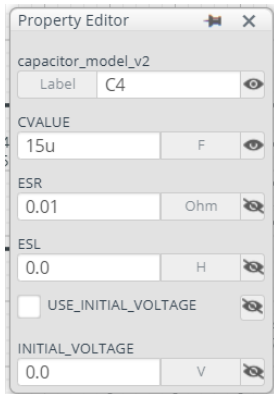 Property Editor
capacitor_model_v2
Label C4
CVALUE
15u F
ESR
0.01 Ohm
ESL
0.0 H
USE_INITIAL_VOLTAGE
INITIAL_VOLTAGE
0.0 V